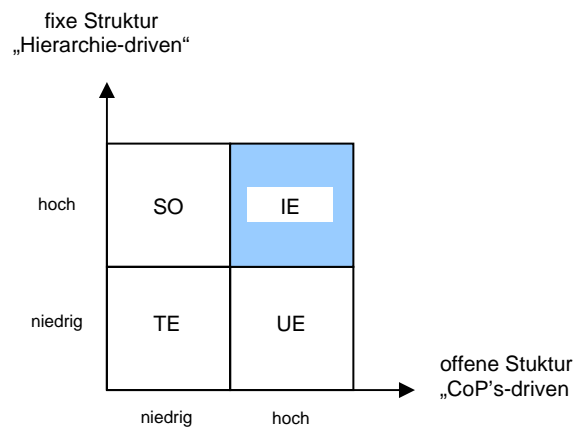 fixe Struktur
„Hierarchie-driven“
hoch
SO
IE
niedrig
TE
UE
offene Stuktur
„CoP's-driven
niedrig
hoch